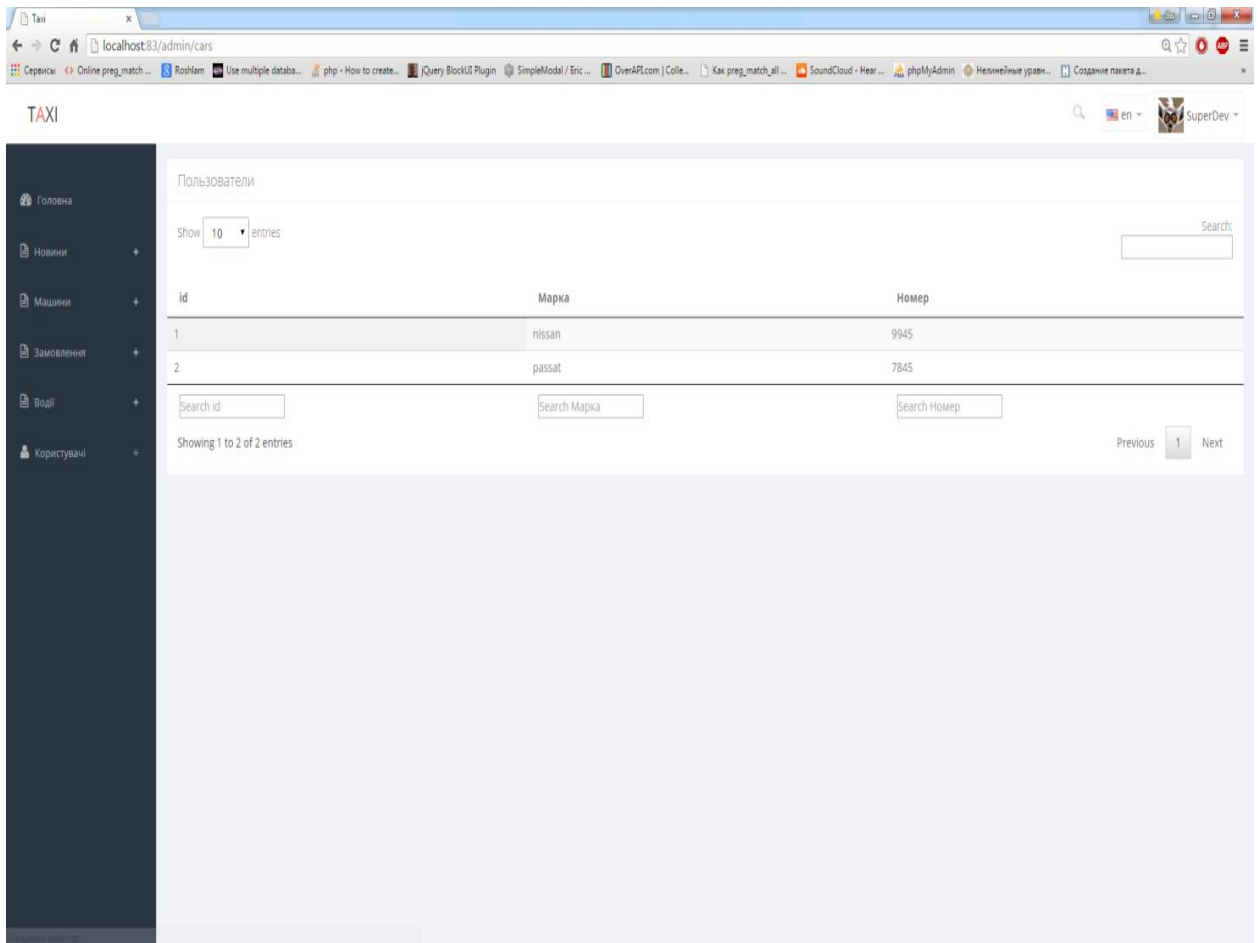 Taxi
localhost:83/admin/cars
Сервисы Online preg_match ... Roshlam Use multiple databa... php - How to create... jQuery BlockUI Plugin SimpleModal / Eric ... OverAPI.com | Colle... Как preg_match_all ... SoundCloud - Hear ... phpMyAdmin Нелинейные уравн... Создание пакета д... »
TAXI
en
SuperDev
Пользователи
Головна
Show 10 entries
Search:
Новини +
id Марка Номер
Машини +
1 nissan 9945
Замовлення +
2 passat 7845
Водії +
Search id Search Марка Search Номер
Showing 1 to 2 of 2 entries
Previous 1 Next
Користувачі +